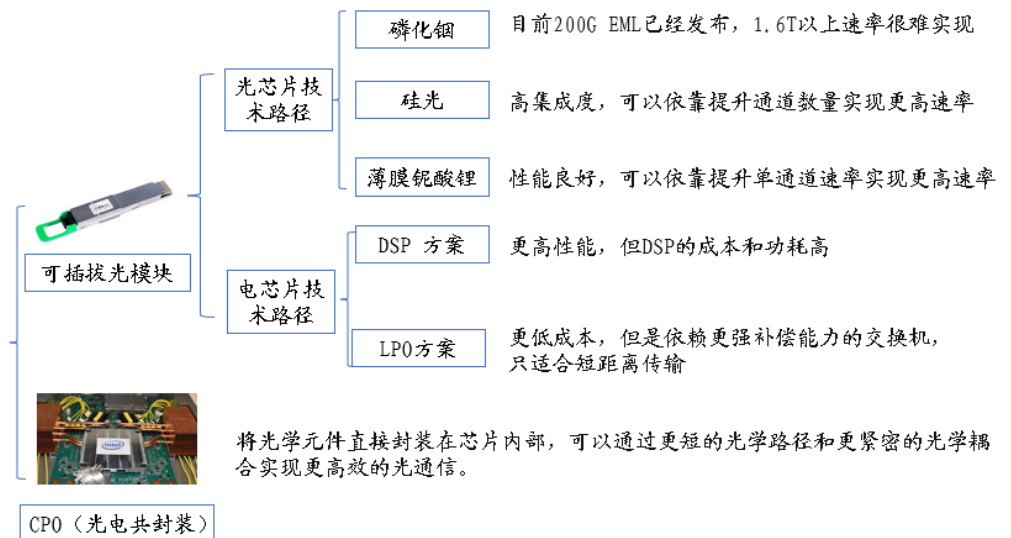 磷化铟
目前200G EML已经发布，1.6T以上速率很难实现
光芯片技
术路径
硅光
高集成度，可以依靠提升通道数量实现更高速率
薄膜铌酸锂
性能良好，可以依靠提升单通道速率实现更高速率
可插拔光模块
DSP 方案
更高性能，但DSP的成本和功耗高
电芯片技
术路径
LPO方案
更低成本，但是依赖更强补偿能力的交换机，
只适合短距离传输
intel
将光学元件直接封装在芯片内部，可以通过更短的光学路径和更紧密的光学耦
合实现更高效的光通信。
CPO（光电共封装）